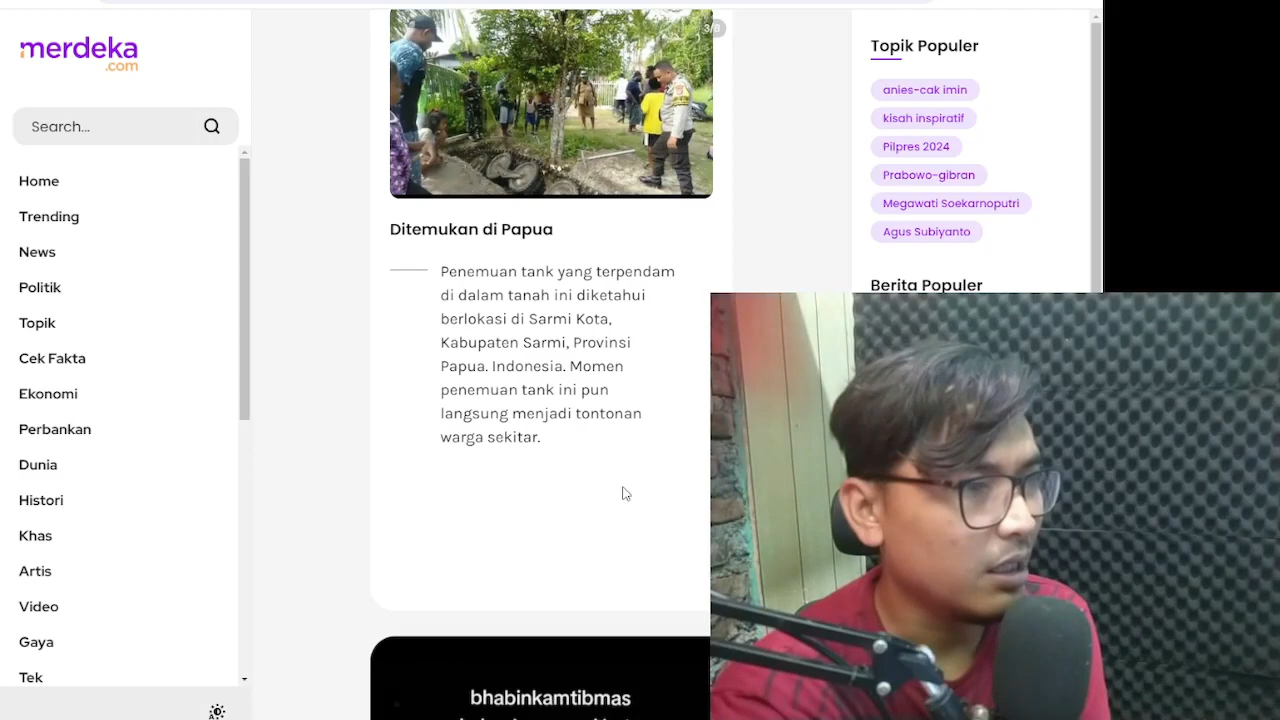 merdeka
.com
Search...
Home
Trending
News
Politik
Topik
Cek Fakta
Ekonomi
Perbankan
Dunia
Histori
Khas
Artis
Video
Gaya
Tek
3/8
Ditemukan di Papua
Penemuan tank yang terpendam
di dalam tanah ini diketahui
berlokasi di Sarmi Kota,
Kabupaten Sarmi, Provinsi
Papua. Indonesia. Momen
penemuan tank ini pun
langsung menjadi tontonan
warga sekitar.
bhabinkamtibmas
Topik Populer
anies-cak imin
kisah inspiratif
Pilpres 2024
Prabowo-gibran
Megawati Soekarnoputri
Agus Subiyanto
Berita Populer